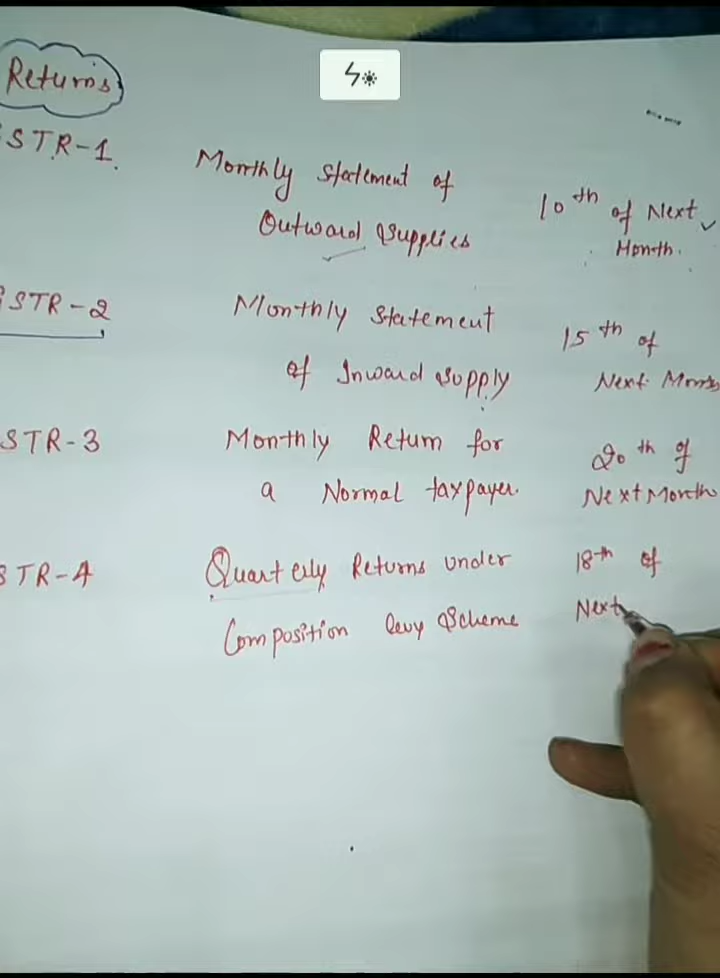 Returns
STR-1.
Monthly Statement of
Outward Supplies
10th of Next
Month.
STR-2
Monthly Statement
of Inward Supply
15th of
Next Month
STR-3
Monthly Return for
a Normal taxpayer.
20th of
Next Month
STR-4
Quarterly Returns under
Composition levy Scheme
18th of
Next